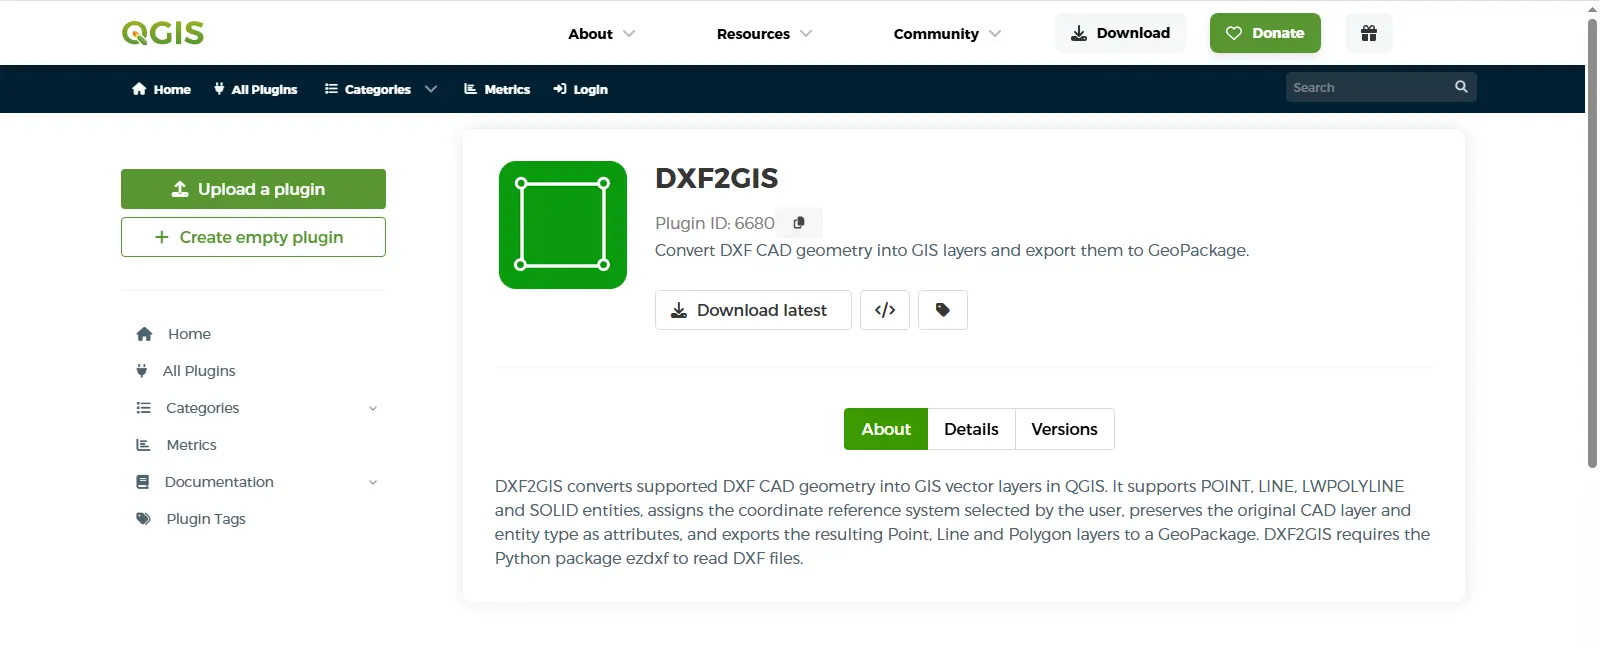 QGIS
About
Resources
Community
Download
Donate
Home
All Plugins
Categories
Metrics
Login
Search
Upload a plugin
Create empty plugin
Home
All Plugins
Categories
Metrics
Documentation
Plugin Tags
DXF2GIS
Plugin ID: 6680
Convert DXF CAD geometry into GIS layers and export them to GeoPackage.
Download latest
</>
About
Details
Versions
DXF2GIS converts supported DXF CAD geometry into GIS vector layers in QGIS. It supports POINT, LINE, LWPOLYLINE
and SOLID entities, assigns the coordinate reference system selected by the user, preserves the original CAD layer and
entity type as attributes, and exports the resulting Point, Line and Polygon layers to a GeoPackage. DXF2GIS requires the
Python package ezdxf to read DXF files.